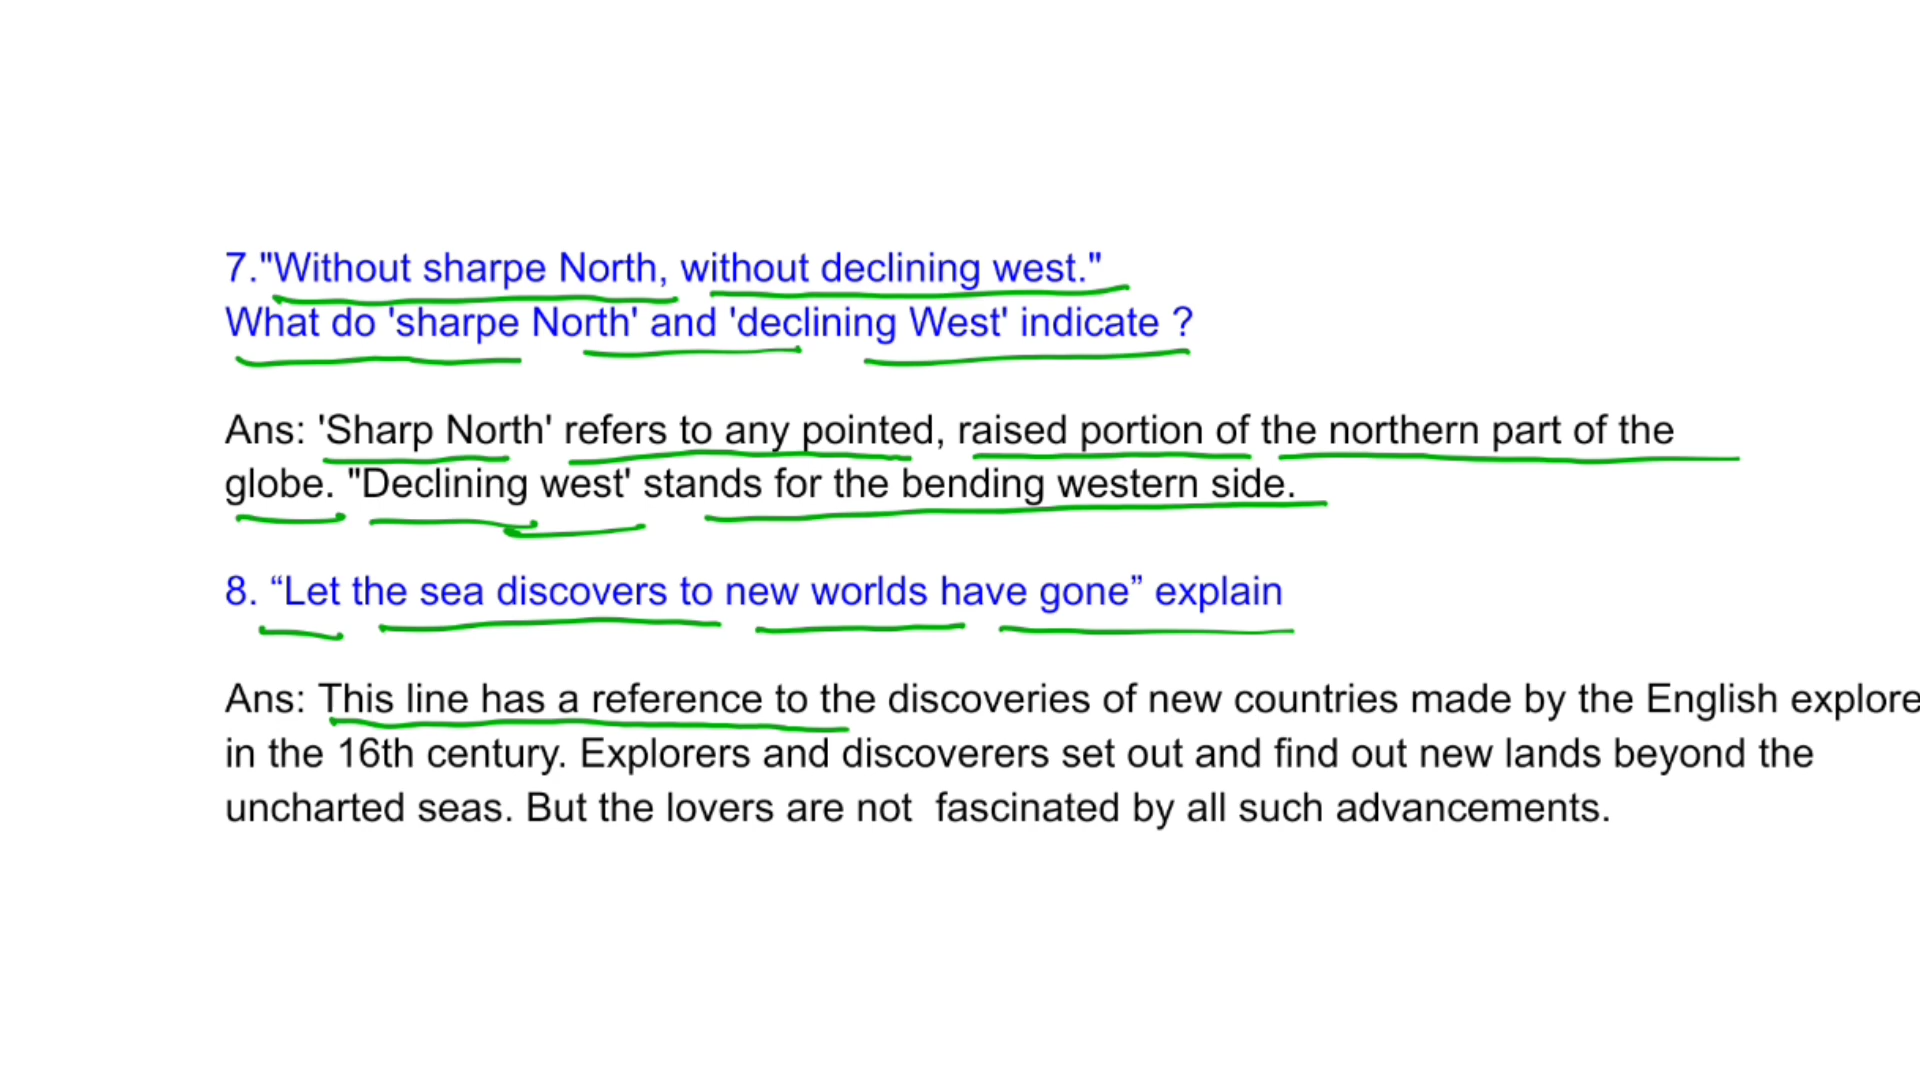 7."Without sharpe North, without declining west."
What do 'sharpe North' and 'declining West' indicate ?
Ans: 'Sharp North' refers to any pointed, raised portion of the northern part of the
globe. "Declining west' stands for the bending western side.
8. “Let the sea discovers to new worlds have gone” explain
Ans: This line has a reference to the discoveries of new countries made by the English explore
in the 16th century. Explorers and discoverers set out and find out new lands beyond the
uncharted seas. But the lovers are not  fascinated by all such advancements.